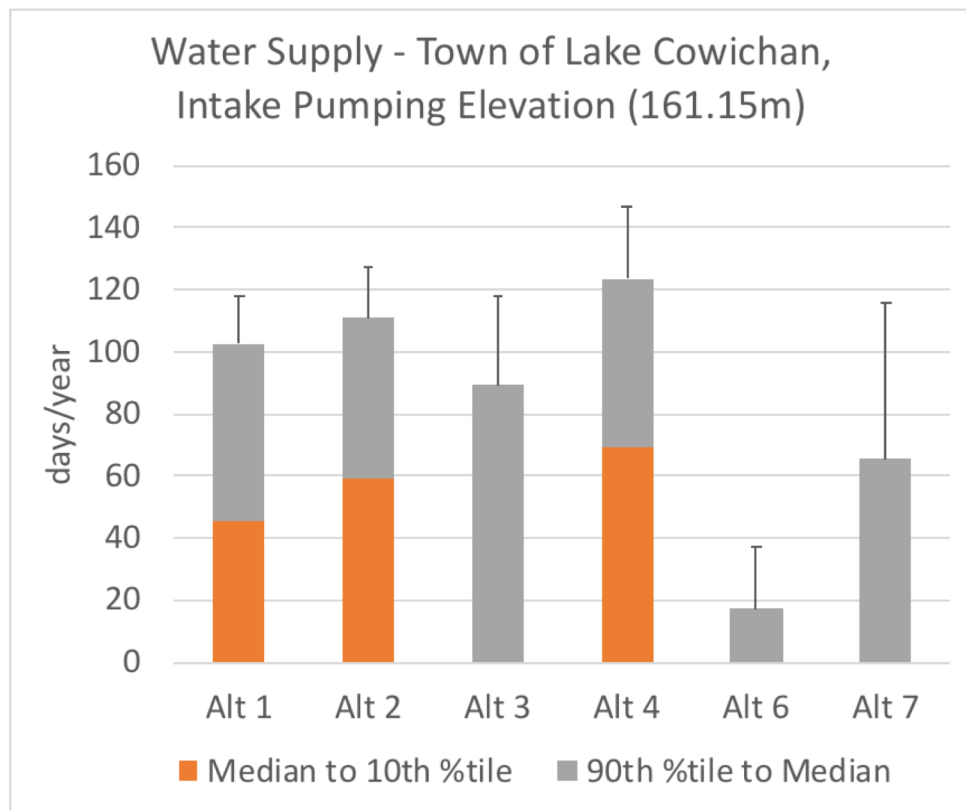 Water Supply - Town of Lake Cowichan,
Intake Pumping Elevation (161.15m)
160
140
120
100
80
60
40
20
0
days/year
Alt 1 Alt 2 Alt 3 Alt 4 Alt 6 Alt 7
Median to 10th %tile 90th %tile to Median